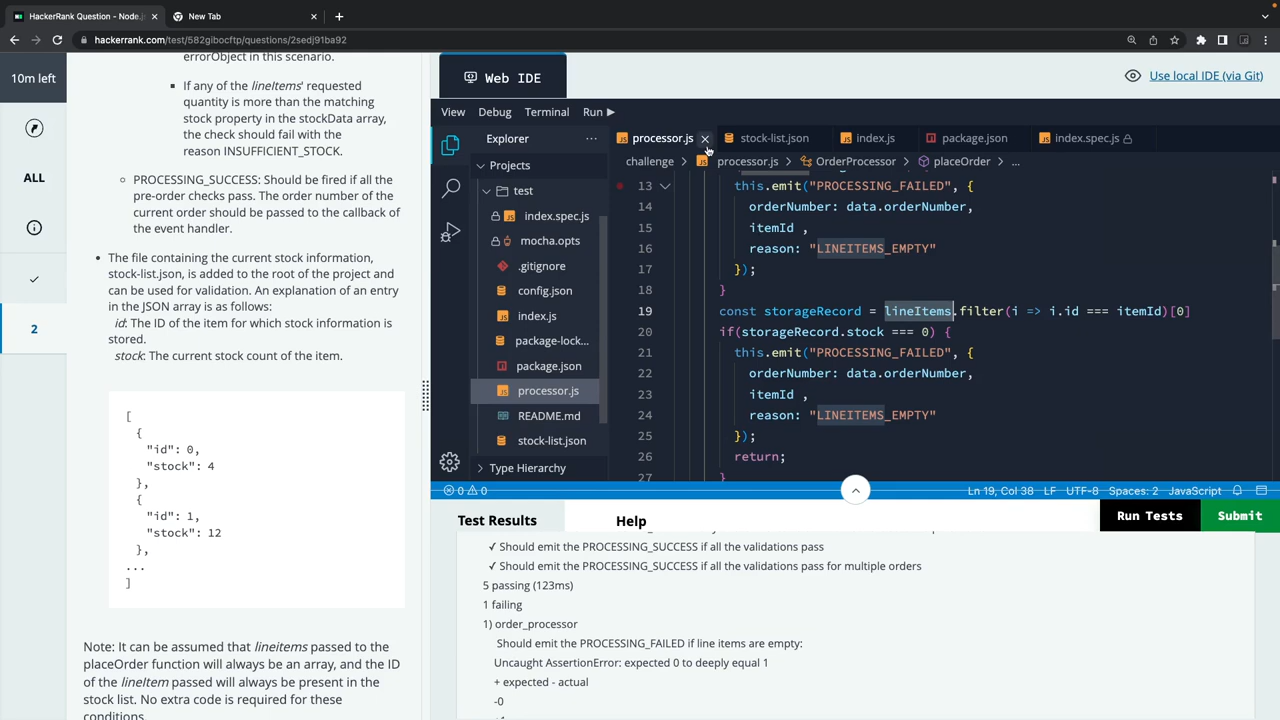 HackerRank Question - Node.j
New Tab
hackerrank.com/test/582gibocftp/questions/2sedj91ba92
10m left
ALL
2
errorObject in this scenario.
If any of the lineItems' requested
quantity is more than the matching
stock property in the stockData array,
the check should fail with the
reason INSUFFICIENT_STOCK.
PROCESSING_SUCCESS: Should be fired if all the
pre-order checks pass. The order number of the
current order should be passed to the callback of
the event handler.
The file containing the current stock information,
stock-list.json, is added to the root of the project and
can be used for validation. An explanation of an entry
in the JSON array is as follows:
id: The ID of the item for which stock information is
stored.
stock: The current stock count of the item.
[
{
"id": 0,
"stock": 4
},
{
"id": 1,
"stock": 12
},
...
]
Note: It can be assumed that lineitems passed to the
placeOrder function will always be an array, and the ID
of the lineItem passed will always be present in the
stock list. No extra code is required for these
conditions.
Web IDE
Use local IDE (via Git)
View Debug Terminal Run
Explorer
Projects
test
index.spec.js
mocha.opts
.gitignore
config.json
index.js
package-lock...
package.json
processor.js
README.md
stock-list.json
Type Hierarchy
processor.js stock-list.json index.js package.json index.spec.js
challenge processor.js OrderProcessor placeOrder ...
13 this.emit("PROCESSING_FAILED", {
14 orderNumber: data.orderNumber,
15 itemId ,
16 reason: "LINEITEMS_EMPTY"
17 });
18 }
19 const storageRecord = lineItems.filter(i => i.id === itemId)[0]
20 if(storageRecord.stock === 0) {
21 this.emit("PROCESSING_FAILED", {
22 orderNumber: data.orderNumber,
23 itemId ,
24 reason: "LINEITEMS_EMPTY"
25 });
26 return;
27 }
0 0
Ln 19, Col 38 LF UTF-8 Spaces: 2 JavaScript
Test Results Help
Run Tests Submit
✓ Should emit the PROCESSING_SUCCESS if all the validations pass
✓ Should emit the PROCESSING_SUCCESS if all the validations pass for multiple orders
5 passing (123ms)
1 failing
1) order_processor
Should emit the PROCESSING_FAILED if line items are empty:
Uncaught AssertionError: expected 0 to deeply equal 1
+ expected - actual
-0